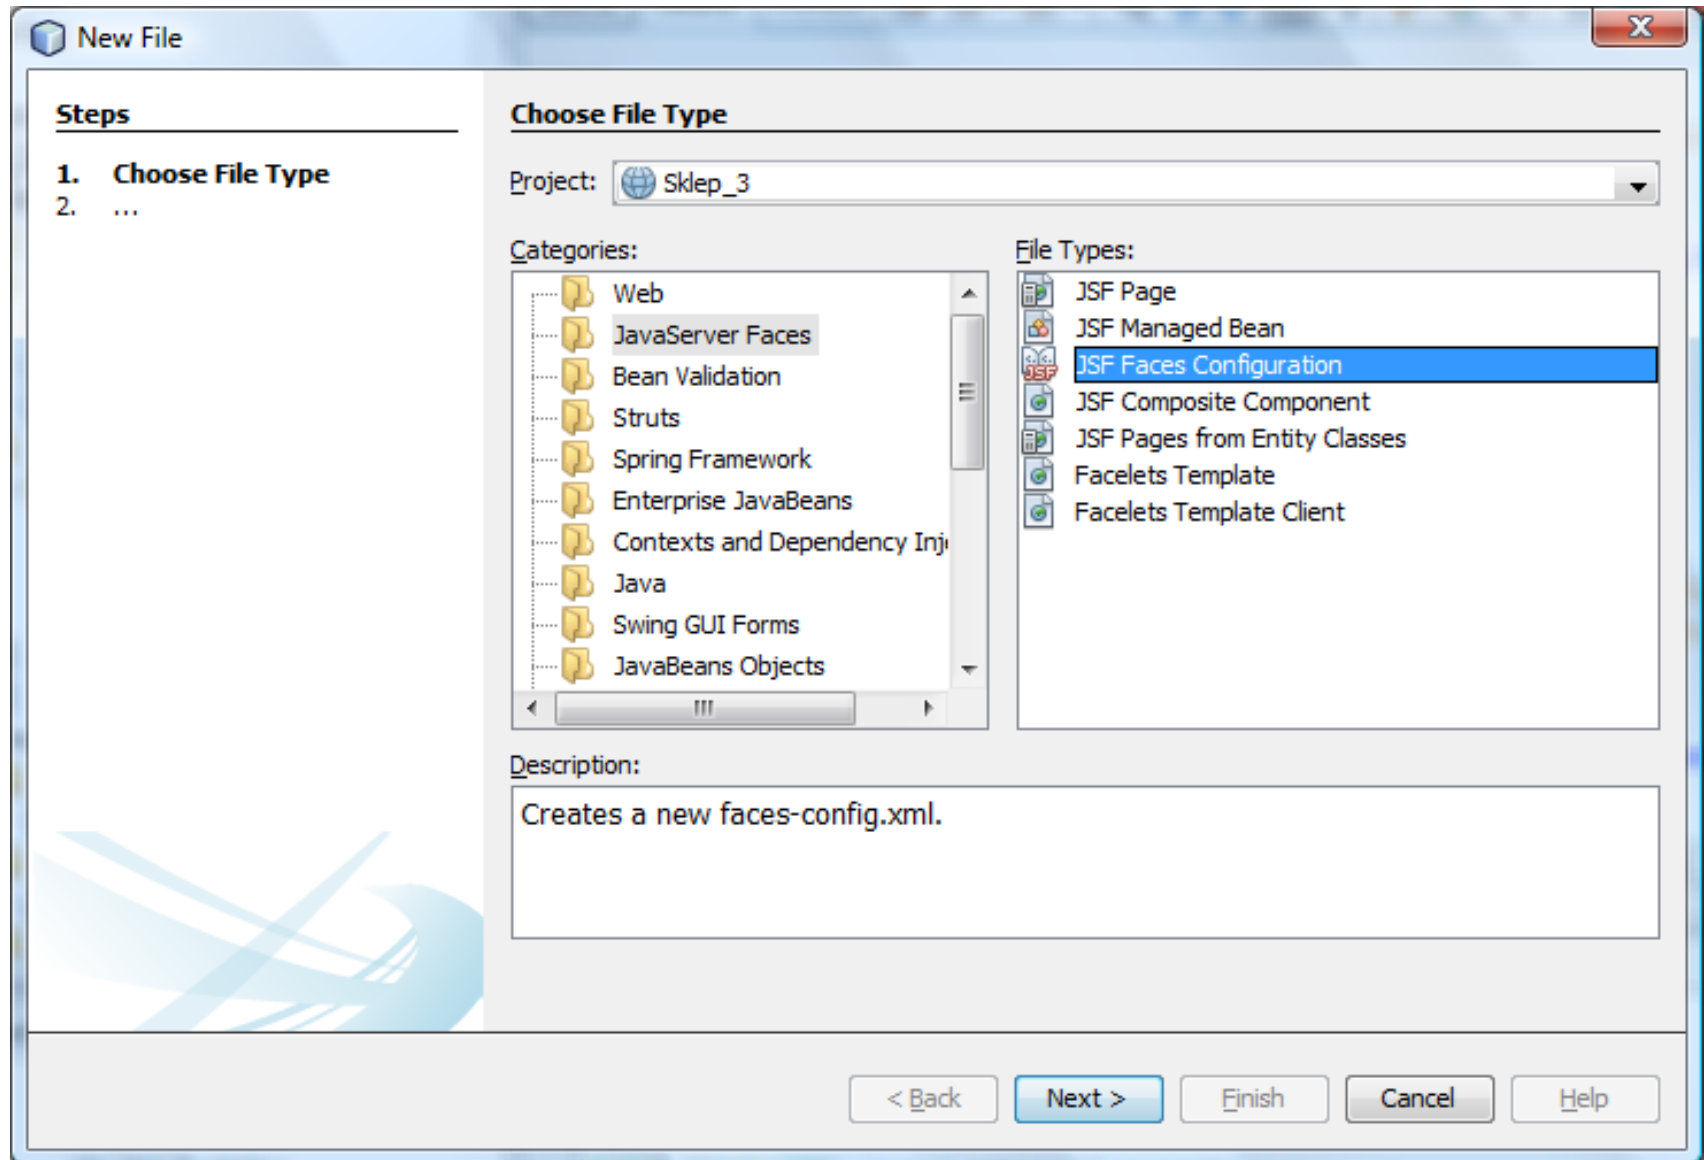 New File
Steps
1. Choose File Type
2. ...
Choose File Type
Project: Sklep_3
Categories:
Web
JavaServer Faces
Bean Validation
Struts
Spring Framework
Enterprise JavaBeans
Contexts and Dependency Inj
Java
Swing GUI Forms
JavaBeans Objects
File Types:
JSF Page
JSF Managed Bean
JSF Faces Configuration
JSF Composite Component
JSF Pages from Entity Classes
Facelets Template
Facelets Template Client
Description:
Creates a new faces-config.xml.
< Back Next > Finish Cancel Help